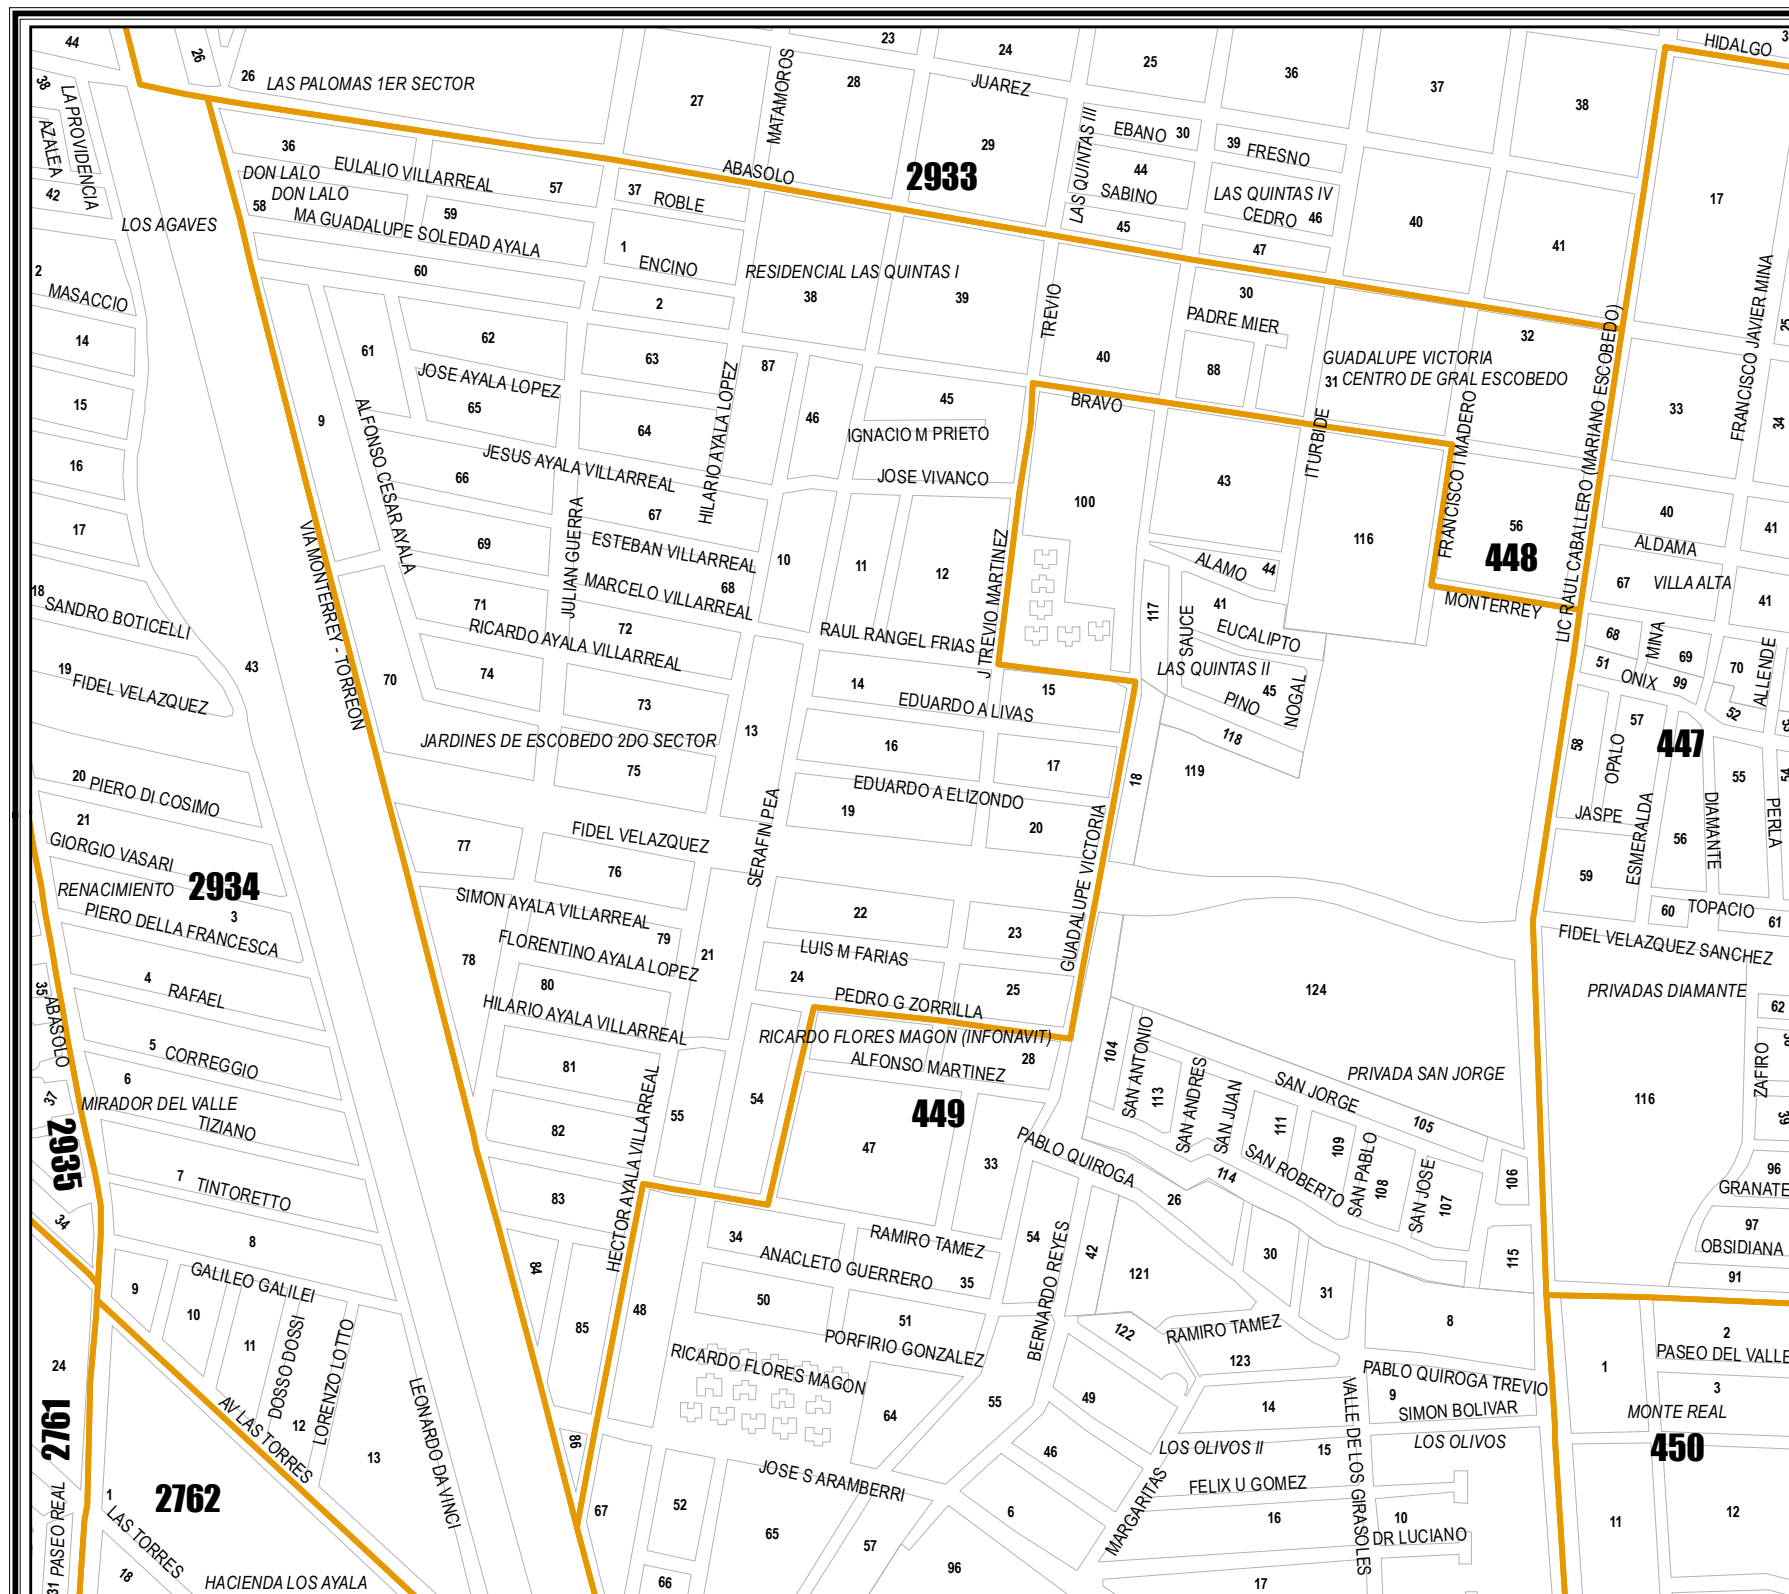 44
26
26
LAS PALOMAS 1ER SECTOR
27
MATAMOROS
23
28
24
JUAREZ
25
36
37
38
HIDALGO
38
LA PROVIDENCIA
AZALEA
42
LOS AGAVES
36
EULALIO VILLARREAL
57
DON LALO
DON LALO
58
59
MA GUADALUPE SOLEDAD AYALA
60
37
ROBLE
1
ENCINO
2
ABASOLO
29
2933
LAS QUINTAS III
EBANO
30
44
SABINO
45
39
FRESNO
LAS QUINTAS IV
CEDRO
46
47
40
41
17
FRANCISCO JAVIER MINA
25
2
MASACCIO
14
15
16
17
18
SANDRO BOTICELLI
19
FIDEL VELAZQUEZ
43
20
PIERO DI COSIMO
21
GIORGIO VASARI
RENACIMIENTO
2934
3
PIERO DELLA FRANCESCA
4
RAFAEL
35
ABASOLO
5
CORREGGIO
6
37
MIRADOR DEL VALLE
TIZIANO
2935
7
TINTORETTO
34
8
GALILEO GALILEI
9
10
11
DOSSO DOSSI
12
LORENZO LOTTO
13
24
2761
31
PASEO REAL
AV LAS TORRES
LEONARDO DA VINCI
2762
1
LAS TORRES
18
HACIENDA LOS AYALA
RESIDENCIAL LAS QUINTAS I
38
39
TREVIO
40
30
PADRE MIER
88
32
GUADALUPE VICTORIA
31
CENTRO DE GRAL ESCOBEDO
LIC RAUL CABALLERO (MARIANO ESCOBEDO)
33
34
61
62
JOSE AYALA LOPEZ
65
63
64
87
HILARIO AYALA LOPEZ
46
45
IGNACIO M PRIETO
JOSE VIVANCO
BRAVO
9
ALFONSO CESAR AYALA
VIA MONTERREY - TORREON
JESUS AYALA VILLARREAL
66
67
ESTEBAN VILLARREAL
68
MARCELO VILLARREAL
JULIAN GUERRA
69
71
72
RICARDO AYALA VILLARREAL
74
73
70
10
11
12
RAUL RANGEL FRIAS
J TREVIO MARTINEZ
100
43
ITURBIDE
116
FRANCISCO I MADERO
56
448
MONTERREY
40
41
ALDAMA
67
VILLA ALTA
41
68
MINA
69
51
ONIX
99
70
ALLENDE
52
ALAMO
44
117
SAUCE
41
EUCALIPTO
LAS QUINTAS II
45
PINO
NOGAL
118
119
18
14
15
EDUARDO A LIVAS
16
17
EDUARDO A ELIZONDO
19
20
13
JARDINES DE ESCOBEDO 2DO SECTOR
75
77
FIDEL VELAZQUEZ
76
SERAFIN PEA
SIMON AYALA VILLARREAL
79
78
FLORENTINO AYALA LOPEZ
21
80
HILARIO AYALA VILLARREAL
81
82
83
84
85
86
HECTOR AYALA VILLARREAL
55
54
22
23
LUIS M FARIAS
24
25
PEDRO G ZORRILLA
GUADALUPE VICTORIA
RICARDO FLORES MAGON (INFONAVIT)
28
ALFONSO MARTINEZ
449
47
33
58
57
OPALO
447
55
54
JASPE
ESMERALDA
56
DIAMANTE
PERLA
59
60
TOPACIO
61
FIDEL VELAZQUEZ SANCHEZ
PRIVADAS DIAMANTE
62
ZAFIRO
116
96
GRANATE
97
OBSIDIANA
91
124
104
SAN ANTONIO
113
SAN ANDRES
SAN JUAN
SAN JORGE
PRIVADA SAN JORGE
111
109
105
SAN PABLO
108
SAN JOSE
107
106
SAN ROBERTO
114
PABLO QUIROGA
26
115
34
RAMIRO TAMEZ
ANACLETO GUERRERO
35
48
50
51
PORFIRIO GONZALEZ
RICARDO FLORES MAGON
64
54
BERNARDO REYES
42
121
30
31
122
RAMIRO TAMEZ
123
8
PABLO QUIROGA TREVIO
49
55
46
14
VALLE DE LOS GIRASOLES
9
SIMON BOLIVAR
LOS OLIVOS II
15
LOS OLIVOS
FELIX U GOMEZ
MARGARITAS
16
10
DR LUCIANO
17
JOSE S ARAMBERRI
67
52
65
66
57
6
96
1
2
PASEO DEL VALLE
3
MONTE REAL
450
11
12